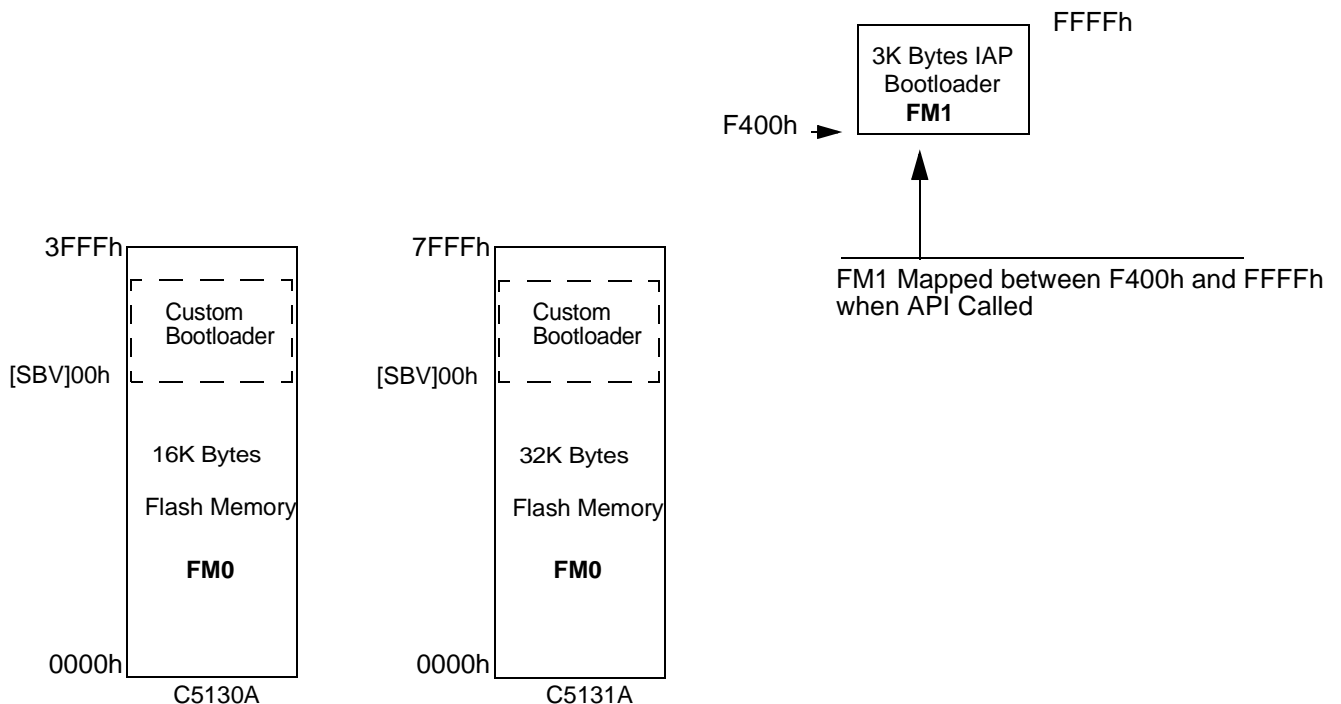 FFFFh
3K Bytes IAP
Bootloader
FM1
F400h
FM1 Mapped between F400h and FFFFh
when API Called
3FFFh
Custom
Bootloader
[SBV]00h
16K Bytes
Flash Memory
FM0
0000h
C5130A
7FFFh
Custom
Bootloader
[SBV]00h
32K Bytes
Flash Memory
FM0
0000h
C5131A